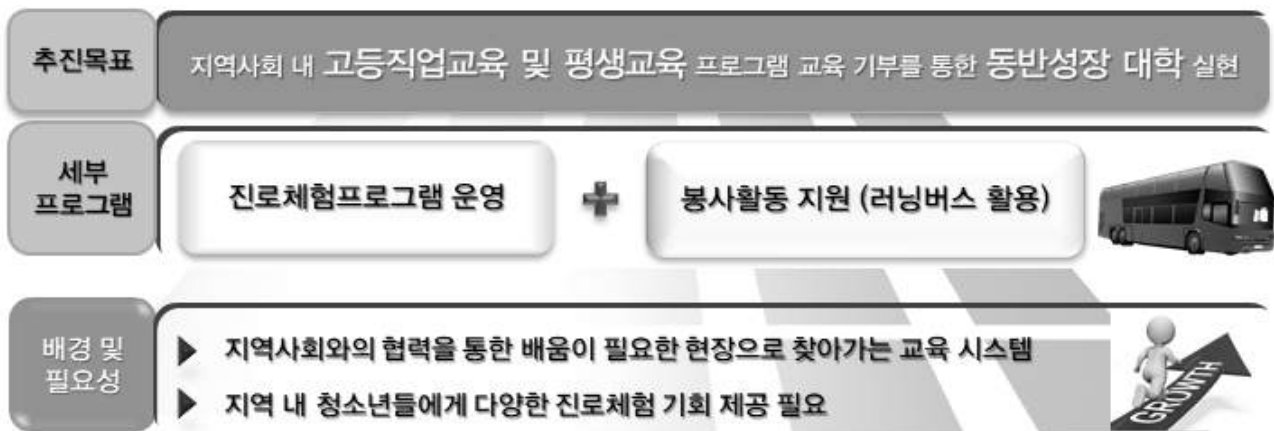 추진목표
지역사회 내 고등직업교육 및 평생교육 프로그램 교육 기부를 통한 동반성장 대학 실현
세부
프로그램
진로체험프로그램 운영
봉사활동 지원 (러닝버스 활용)
배경 및
필요성
▶ 지역사회와의 협력을 통한 배움이 필요한 현장으로 찾아가는 교육 시스템
▶ 지역 내 청소년들에게 다양한 진로체험 기회 제공 필요
GROWTH